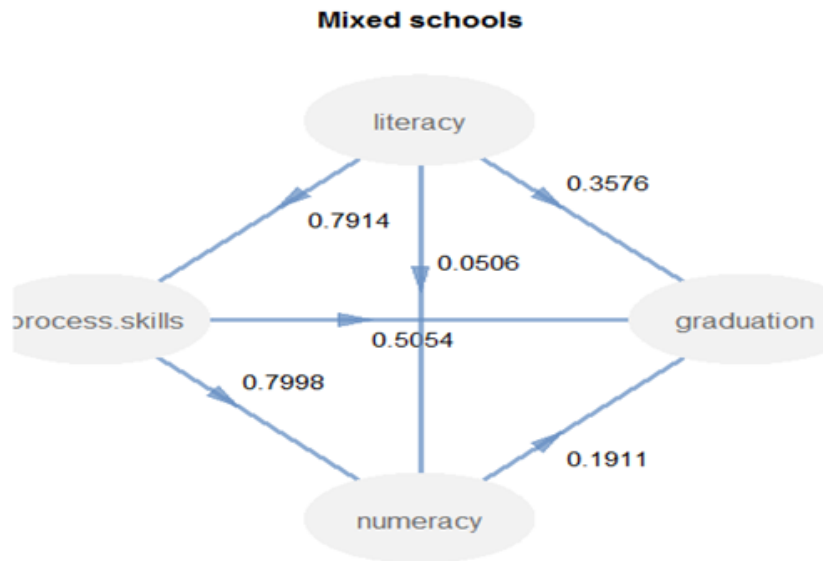 Mixed schools
literacy
0.3576
0.7914
0.0506
process.skills
graduation
0.5054
0.7998
0.1911
numeracy